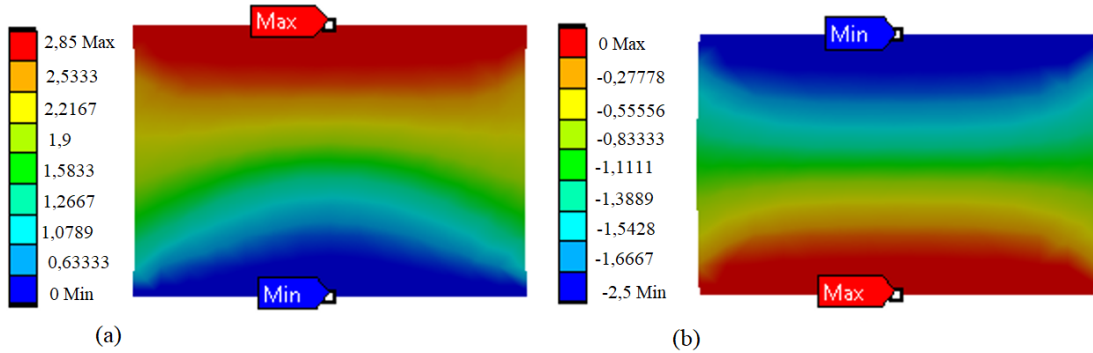 Max
2,85 Max
2,5333
2,2167
1,9
1,5833
1,2667
1,0789
0,63333
0 Min
Min
(a)
Min
0 Max
-0,27778
-0,55556
-0,83333
-1,1111
-1,3889
-1,5428
-1,6667
-2,5 Min
Max
(b)